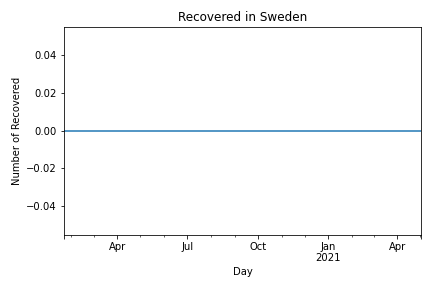 Recovered in Sweden
Number of Recovered
0.04
0.02
0.00
−0.02
−0.04
Apr Jul Oct Jan Apr
2021
Day